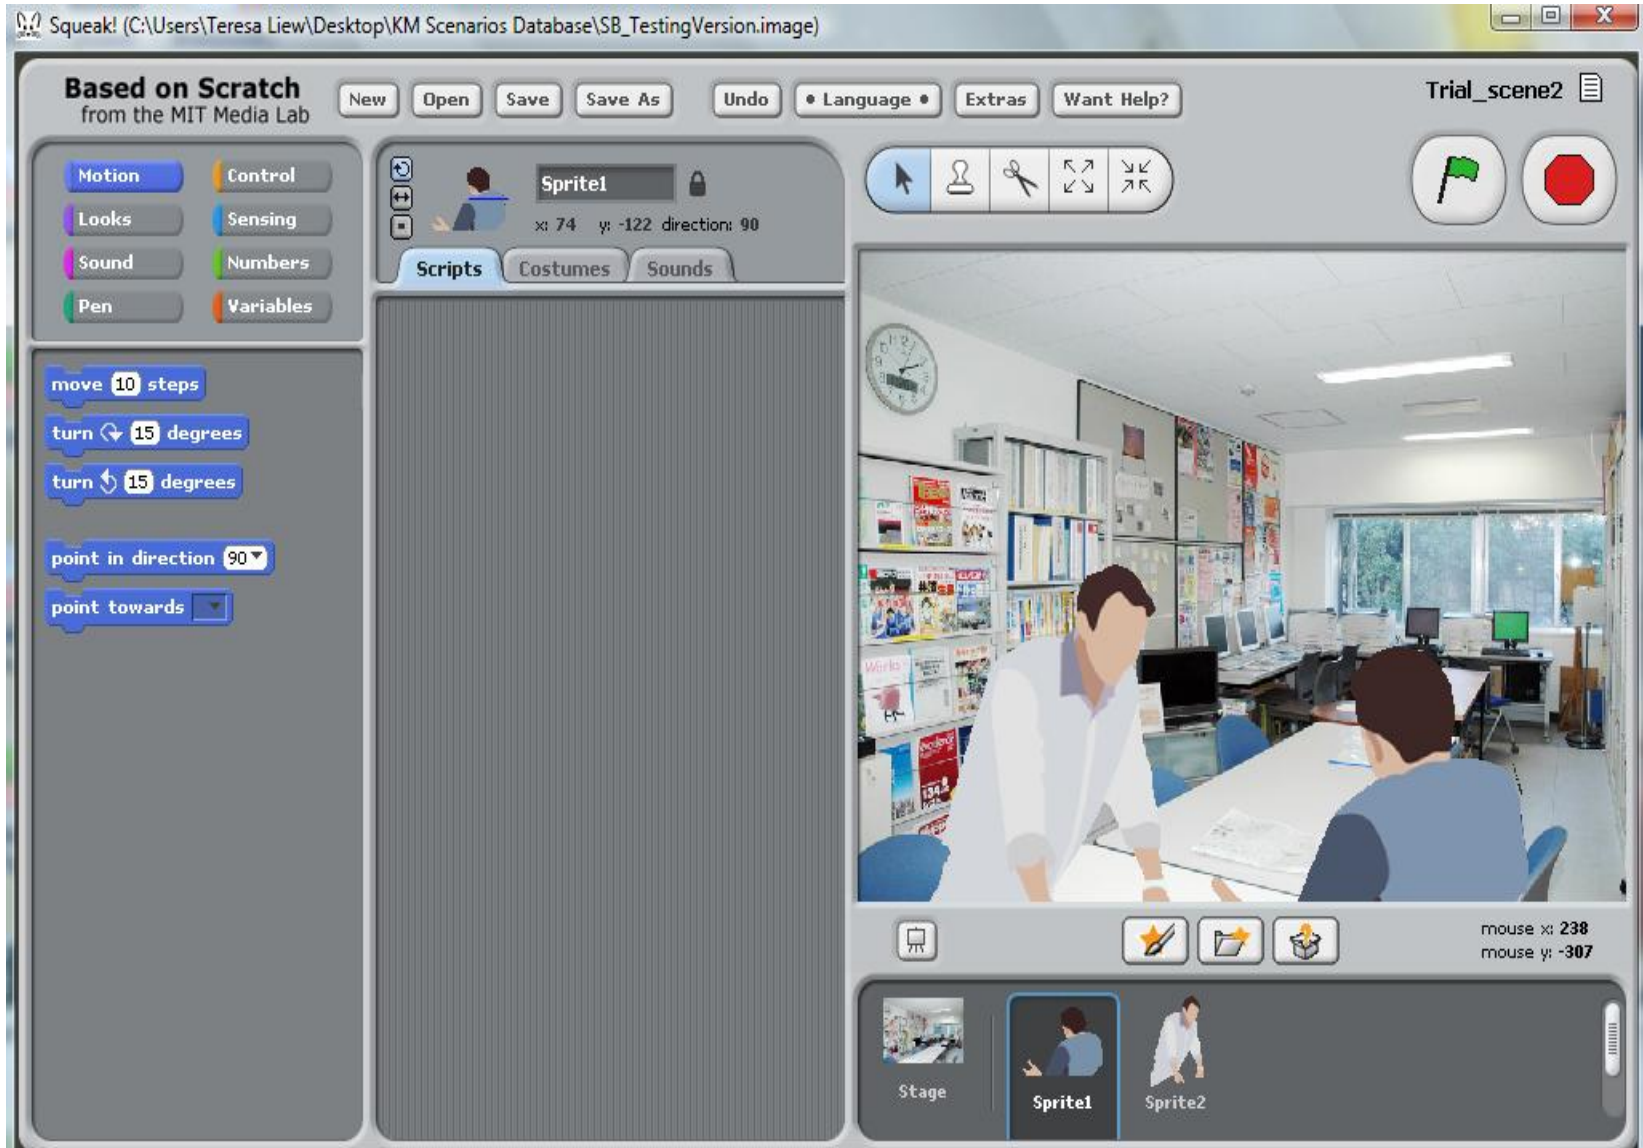 Squeak! (C:\Users\Teresa Liew\Desktop\KM Scenarios Database\SB_TestingVersion.image)
Based on Scratch
from the MIT Media Lab
New
Open
Save
Save As
Undo
• Language •
Extras
Want Help?
Trial_scene2
Motion
Control
Looks
Sensing
Sound
Numbers
Pen
Variables
Sprite1
x: 74 y: -122 direction: 90
Scripts
Costumes
Sounds
move 10 steps
turn 15 degrees
turn 15 degrees
point in direction 90
point towards
Works
134
mouse x: 238
mouse y: -307
Stage
Sprite1
Sprite2